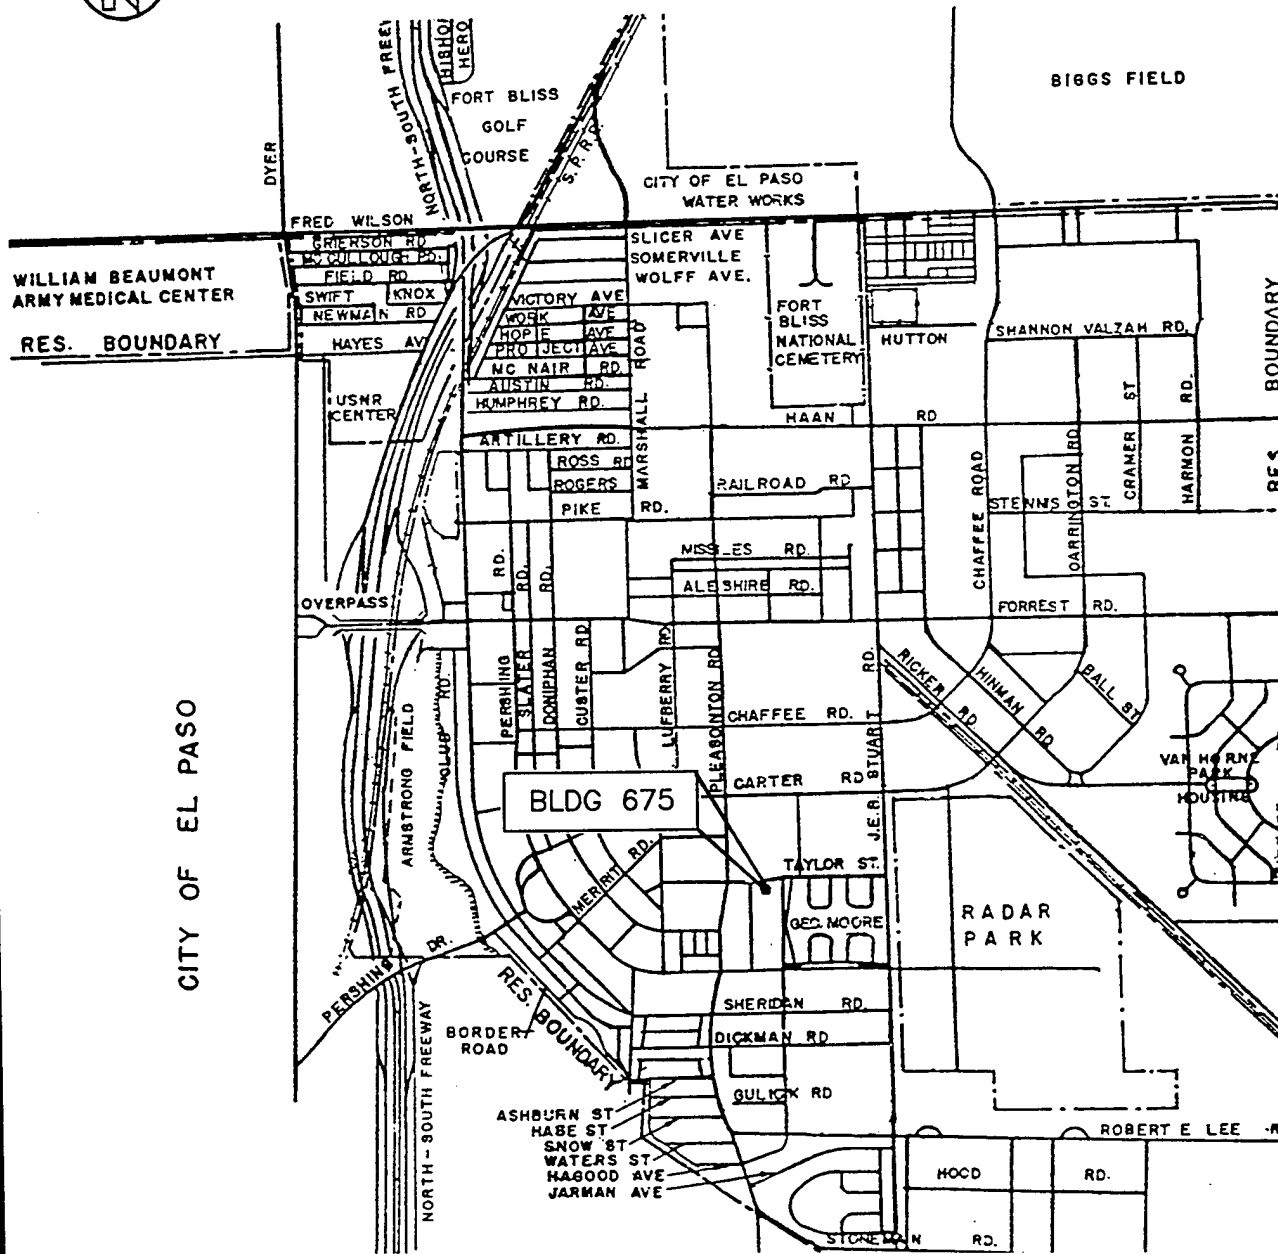 N
BIGGS FIELD
NORTH-SOUTH FREEW
HERO
FORT BLISS
GOLF
COURSE
S.P.R.R.
DYER
CITY OF EL PASO
WATER WORKS
FRED WILSON
GRIERSON RD
MC CULLOUGH RD.
FIELD RD
SWIFT
KNOX
NEWMAN RD
HAYES AV
WILLIAM BEAUMONT
ARMY MEDICAL CENTER
RES. BOUNDARY
SLICER AVE
SOMERVILLE
WOLFF AVE.
VICTORY AVE
WORK AVE
HOPE AVE
PROJECT AVE
MC NAIR RD.
AUSTIN RD.
HUMPHREY RD.
ARTILLERY RD.
ROSS RD
ROGERS
PIKE RD.
MARSHALL ROAD
FORT
BLISS
NATIONAL
CEMETERY
HUTTON
SHANNON VALZAH RD.
BOUNDARY
RES
USNR
CENTER
HAAN RD
CRAMER ST
HARMON RD.
RAILROAD RD
CHAFFEE ROAD
STENNIS ST.
CARRINGTON RD
MISSILES RD.
ALESHIRE RD.
OVERPASS
FORREST RD.
PERSHING RD.
SLATER RD.
DONIPHAN RD.
CUSTER RD
LUFBERRY RD
PLEASONTON RD
J.E.B. STUART RD.
RICKER RD
HINMAN RD
BALL ST
CHAFFEE RD.
CARTER RD
VAN HORNE
PARK
HOUSING
CITY OF EL PASO
ARMSTRONG FIELD
CLUB RD.
BLDG 675
MERRITT RD.
TAYLOR ST.
GEO. MOORE
RADAR
PARK
PERSHING DR.
RES. BOUNDARY
BORDER
ROAD
NORTH-SOUTH FREEWAY
SHERIDAN RD.
DICKMAN RD
GULICK RD
ASHBURN ST
HABE ST
SNOW ST
WATERS ST
HAGOOD AVE
JARMAN AVE
ROBERT E LEE R
HOOD RD.
STONEMAN RD.